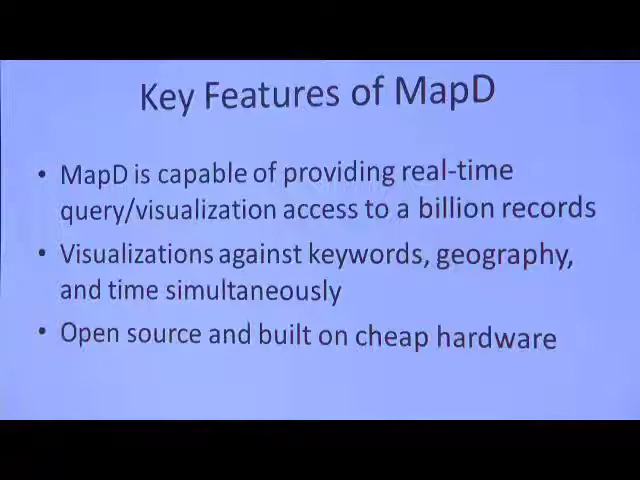 Key Features of MapD
• MapD is capable of providing real-time
query/visualization access to a billion records
• Visualizations against keywords, geography,
and time simultaneously
• Open source and built on cheap hardware